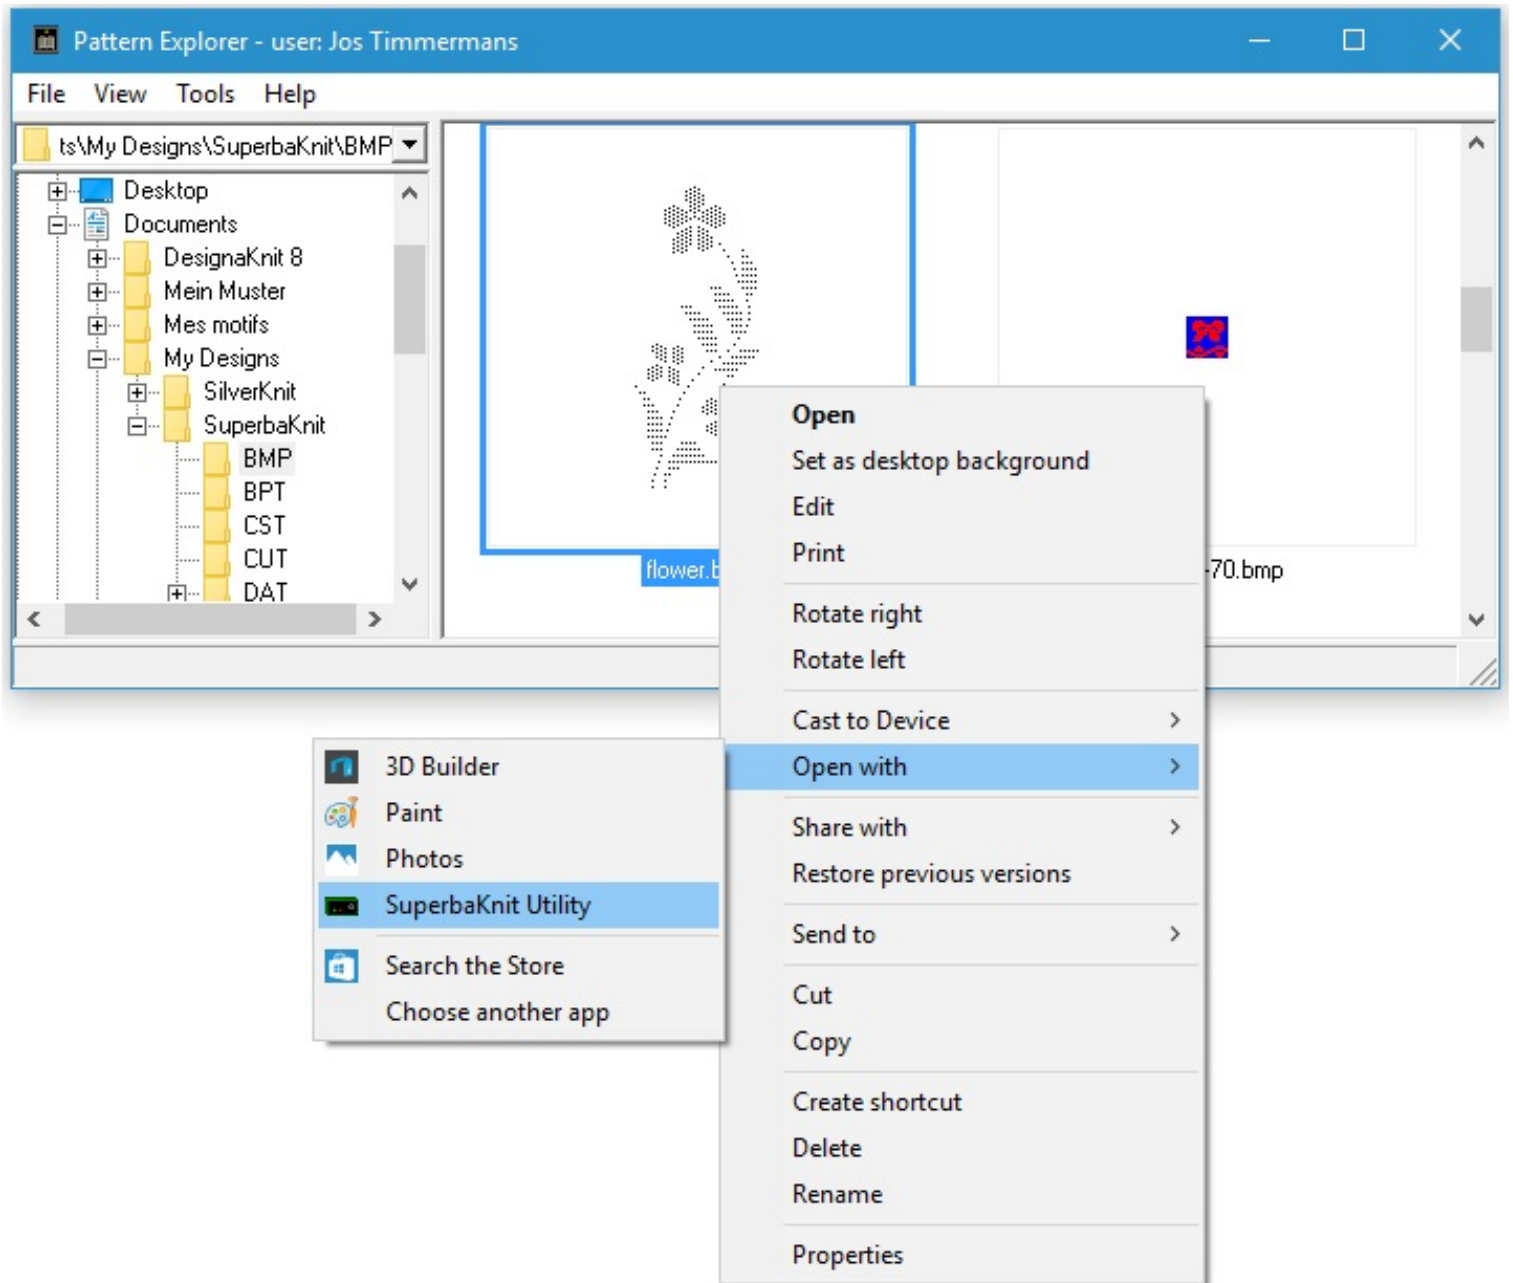 Pattern Explorer - user: Jos Timmermans
File View Tools Help
ts\My Designs\SuperbaKnit\BMP
Desktop
Documents
DesignaKnit 8
Mein Muster
Mes motifs
My Designs
SilverKnit
SuperbaKnit
BMP
BPT
CST
CUT
DAT
flower.b
-70.bmp
Open
Set as desktop background
Edit
Print
Rotate right
Rotate left
Cast to Device
Open with
Share with
Restore previous versions
Send to
Cut
Copy
Create shortcut
Delete
Rename
Properties
3D Builder
Paint
Photos
SuperbaKnit Utility
Search the Store
Choose another app